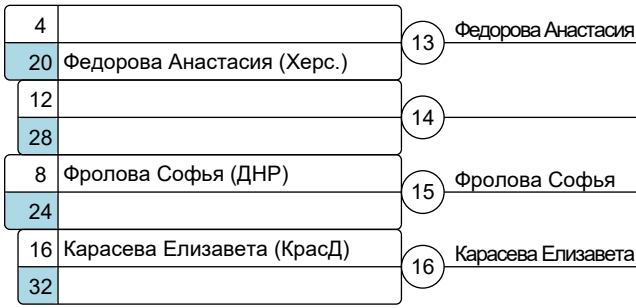 4
13 Федорова Анастасия
20 Федорова Анастасия (Херс.)
12
14
28
8 Фролова Софья (ДНР)
15 Фролова Софья
24
16 Карасева Елизавета (КрасД)
16 Карасева Елизавета
32